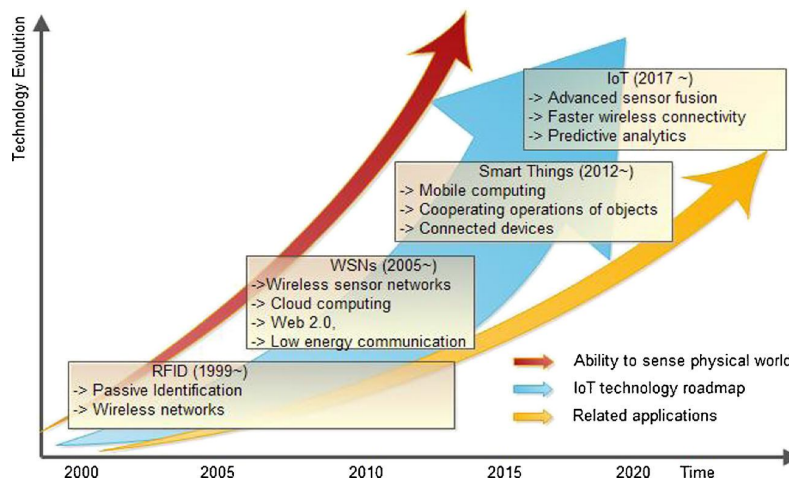 Technology Evolution
IoT (2017 ~)
-> Advanced sensor fusion
-> Faster wireless connectivity
-> Predictive analytics
Smart Things (2012~)
-> Mobile computing
-> Cooperating operations of objects
-> Connected devices
WSNs (2005~)
->Wireless sensor networks
-> Cloud computing
-> Web 2.0,
-> Low energy communication
RFID (1999~)
-> Passive Identification
-> Wireless networks
Ability to sense physical world
IoT technology roadmap
Related applications
2000 2005 2010 2015 2020 Time